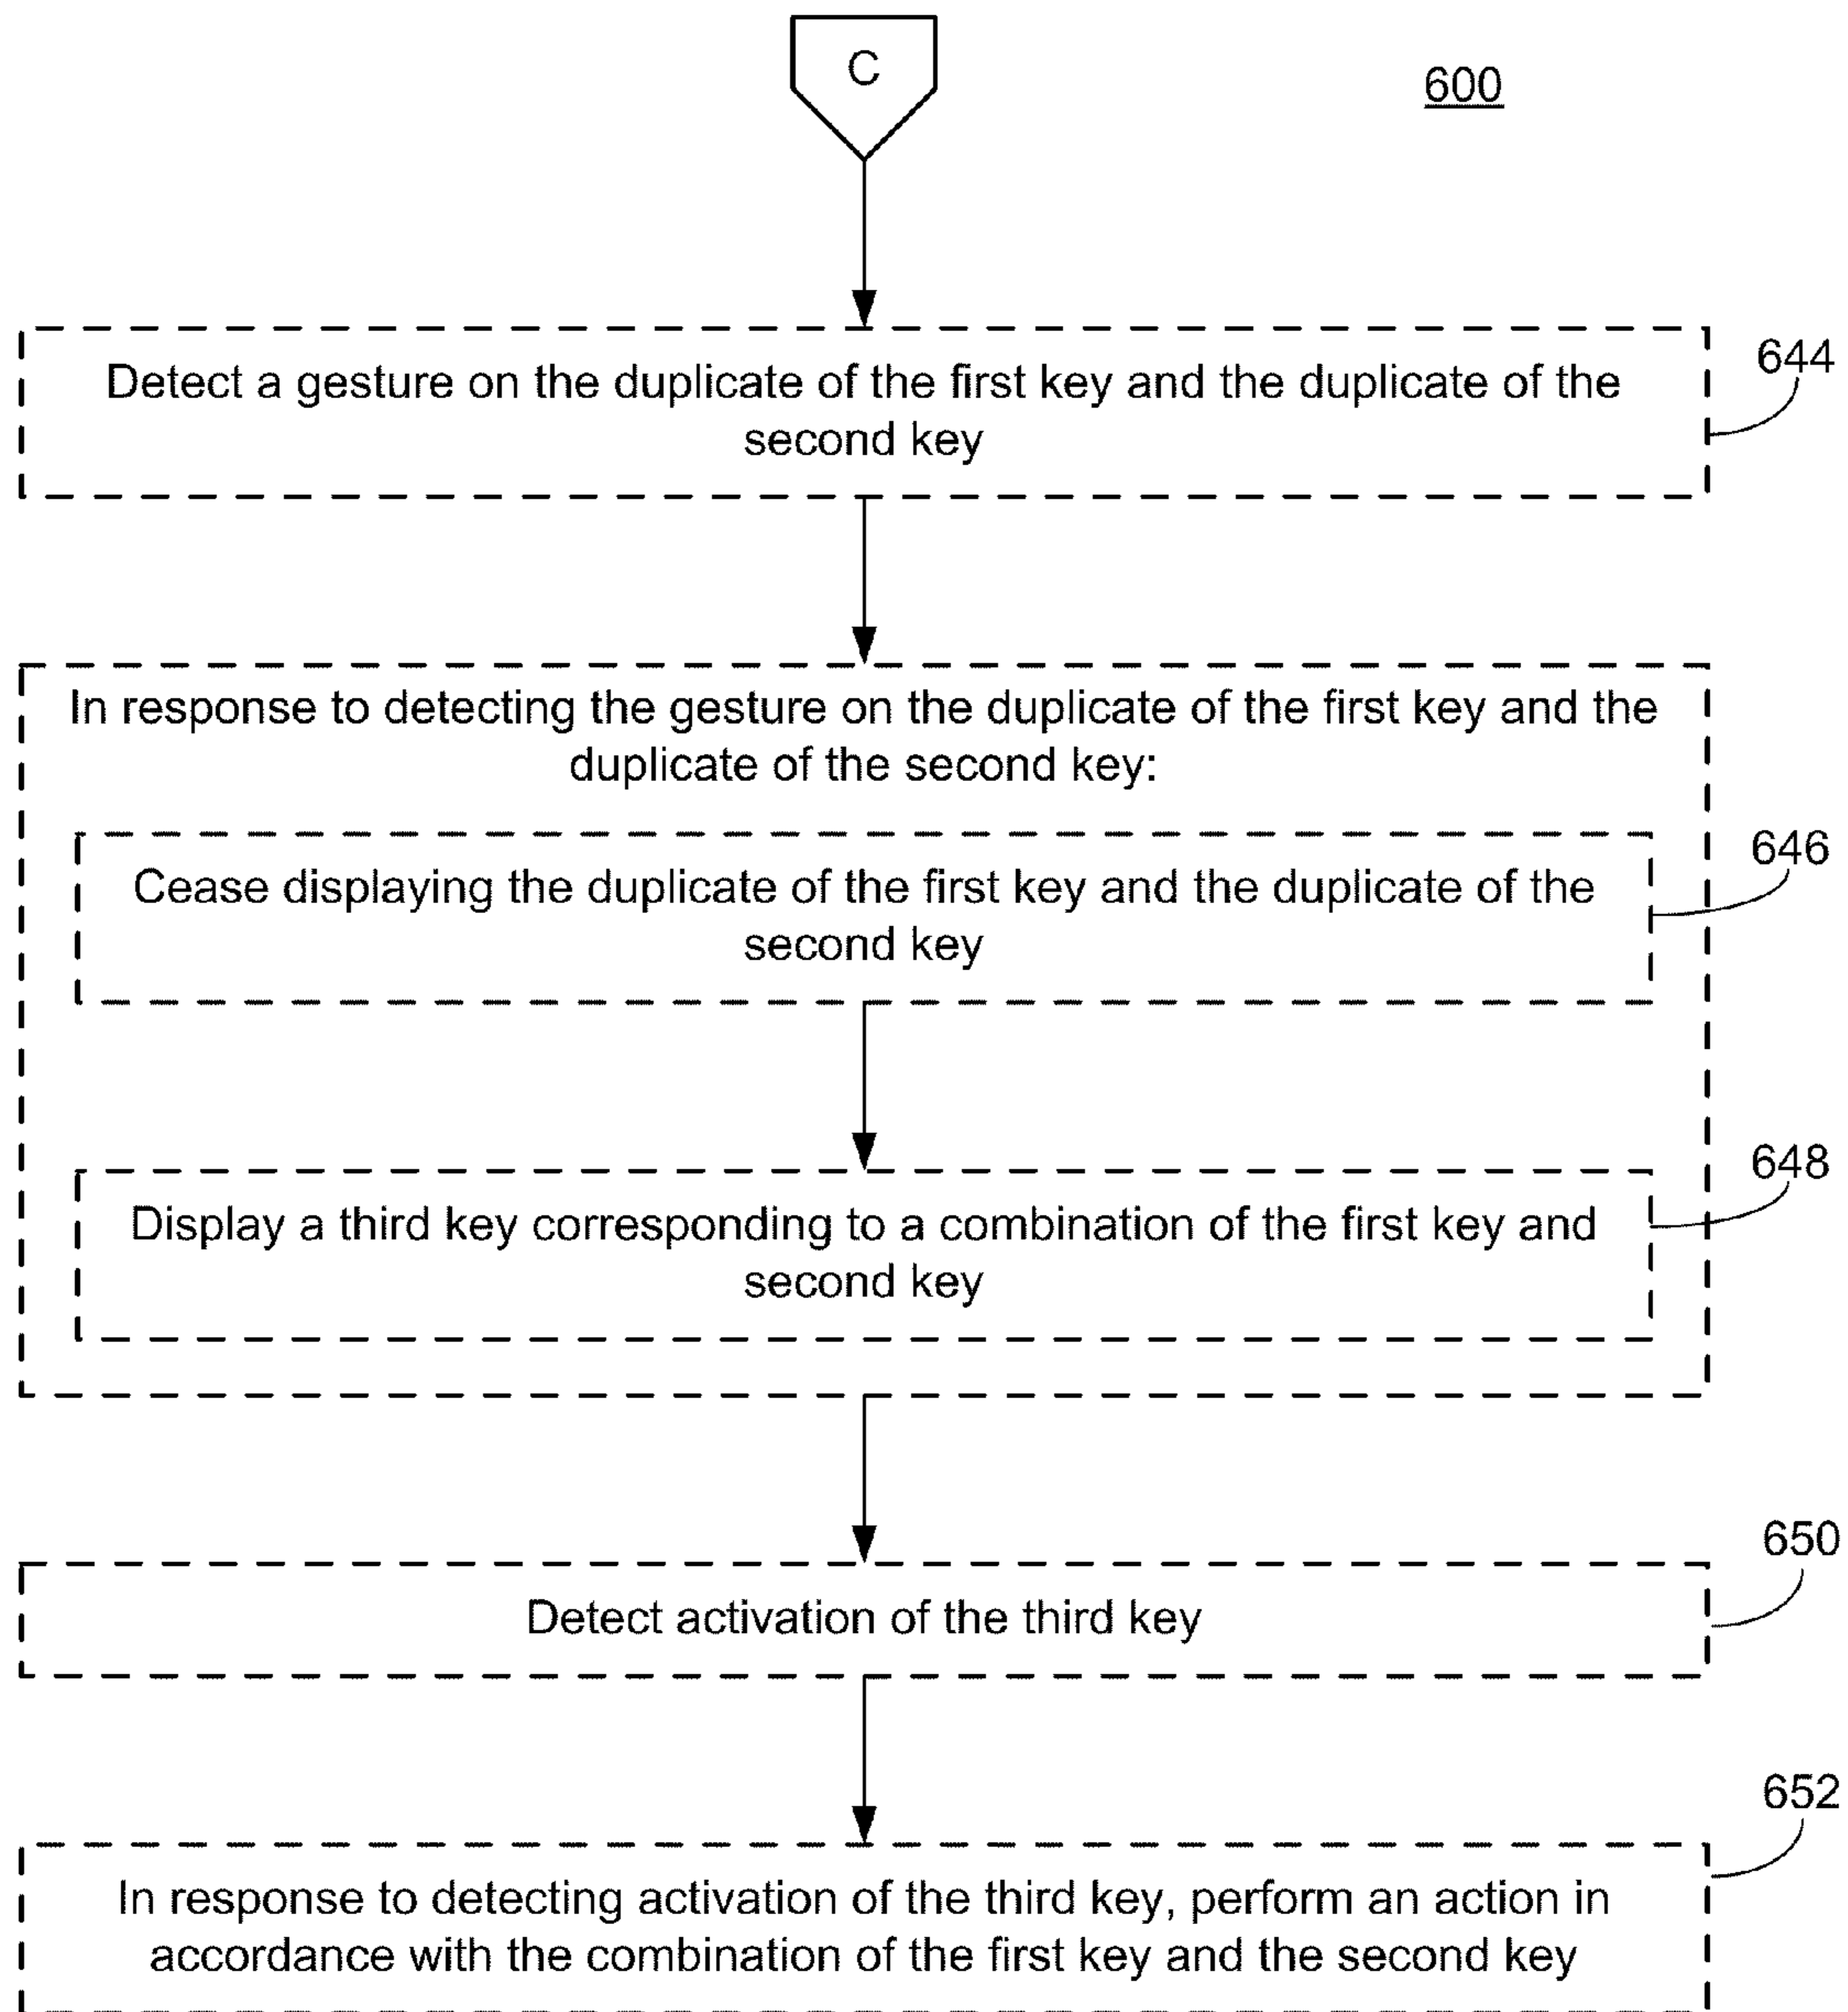 C
600
Detect a gesture on the duplicate of the first key and the duplicate of the
second key
644
In response to detecting the gesture on the duplicate of the first key and the
duplicate of the second key:
Cease displaying the duplicate of the first key and the duplicate of the
second key
646
Display a third key corresponding to a combination of the first key and
second key
648
Detect activation of the third key
650
In response to detecting activation of the third key, perform an action in
accordance with the combination of the first key and the second key
652